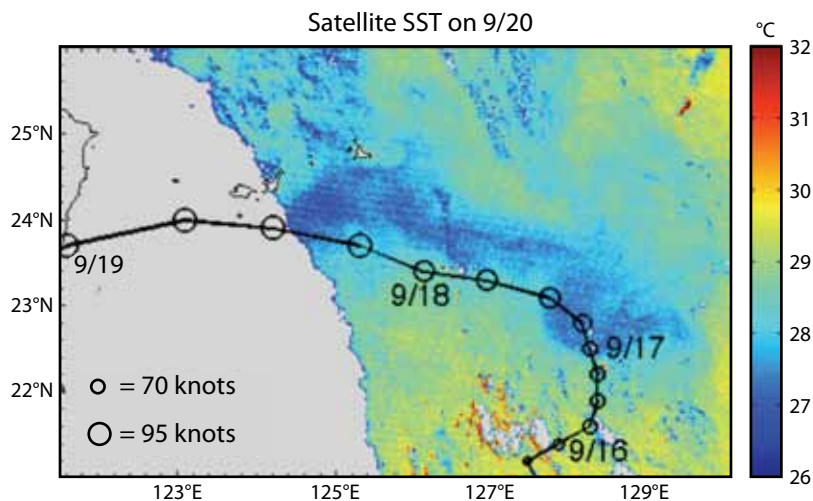 Satellite SST on 9/20
°C
32
31
30
29
28
27
26
25°N
24°N
23°N
22°N
9/19
9/18
9/17
9/16
= 70 knots
= 95 knots
123°E
125°E
127°E
129°E